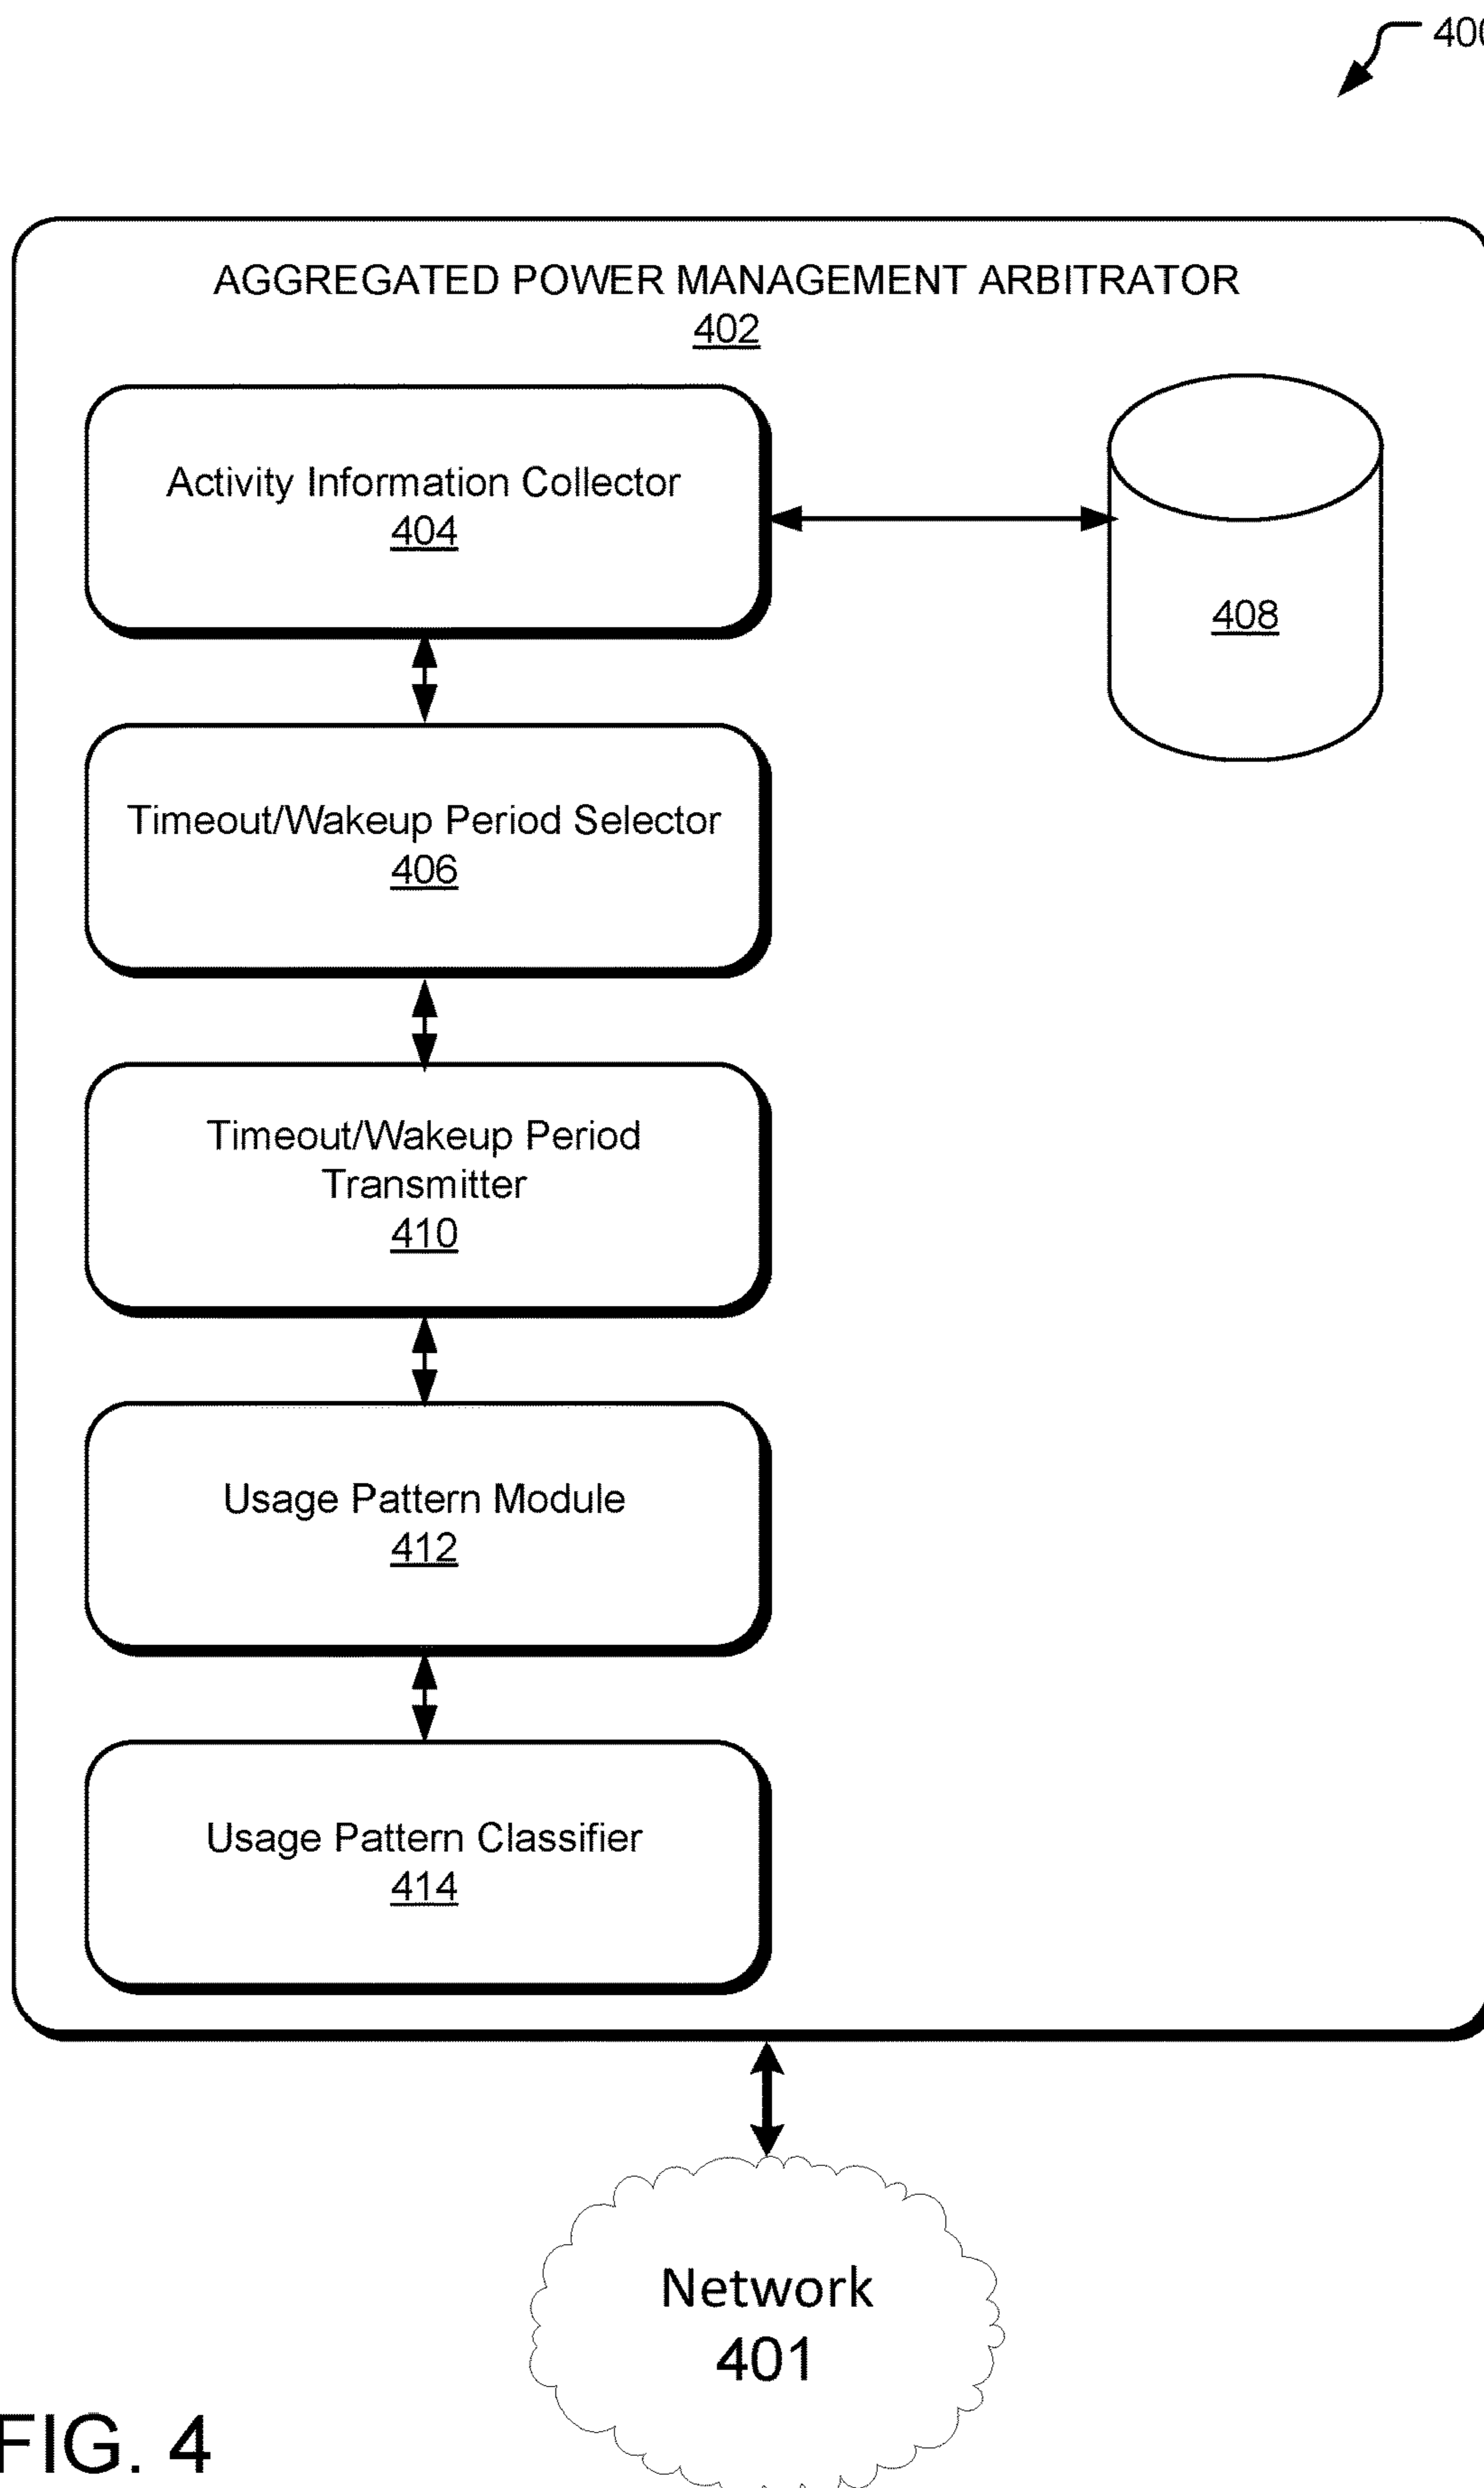 400
AGGREGATED POWER MANAGEMENT ARBITRATOR
402
Activity Information Collector
404
408
Timeout/Wakeup Period Selector
406
Timeout/Wakeup Period
Transmitter
410
Usage Pattern Module
412
Usage Pattern Classifier
414
Network
401
FIG. 4